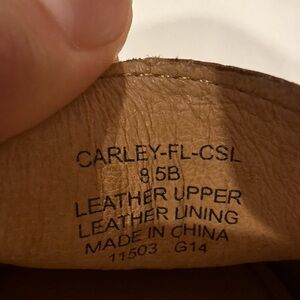 CARLEY-FL-CSL
8.5B
LEATHER UPPER
LEATHER LINING
MADE IN CHINA
11503 G14